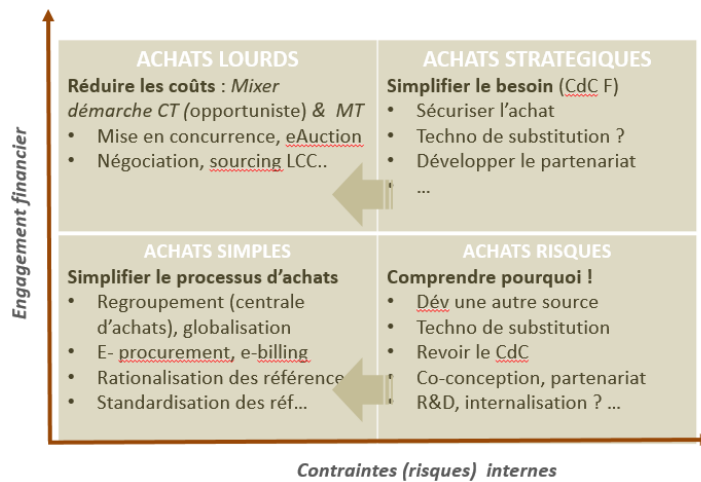 ACHATS LOURDS
Réduire les coûts : Mixer
démarche CT (opportuniste) & MT
• Mise en concurrence, eAuction
• Négociation, sourcing LCC..
ACHATS STRATEGIQUES
Simplifier le besoin (CdC F)
• Sécuriser l'achat
• Techno de substitution ?
• Développer le partenariat
…
ACHATS SIMPLES
Simplifier le processus d'achats
• Regroupement (centrale
d'achats), globalisation
• E- procurement, e-billing
• Rationalisation des référence
• Standardisation des réf…
ACHATS RISQUES
Comprendre pourquoi !
• Dév une autre source
• Techno de substitution
• Revoir le CdC
Co-conception, partenariat
R&D, internalisation ? …
Engagement financier
Contraintes (risques) internes